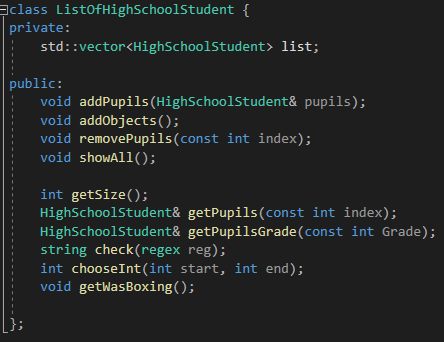 class ListOfHighSchoolStudent {
private:
    std::vector<HighSchoolStudent> list;

public:
    void addPupils(HighSchoolStudent& pupils);
    void addObjects();
    void removePupils(const int index);
    void showAll();

    int getSize();
    HighSchoolStudent& getPupils(const int index);
    HighSchoolStudent& getPupilsGrade(const int Grade);
    string check(regex reg);
    int chooseInt(int start, int end);
    void getWasBoxing();

};